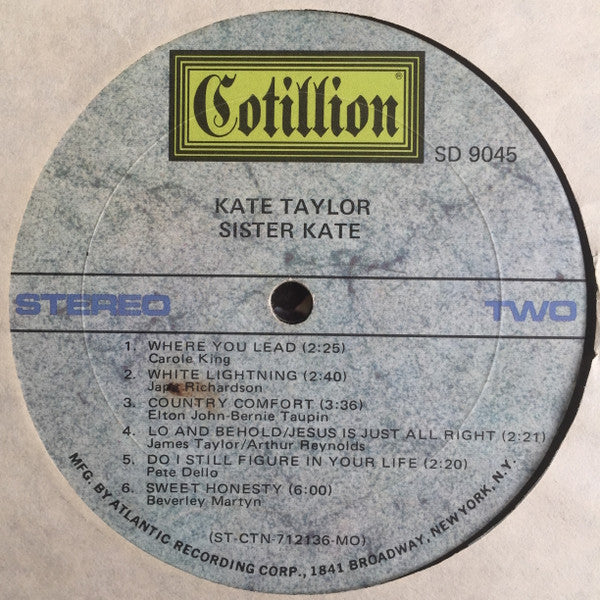 Cotillion®
SD 9045
KATE TAYLOR
SISTER KATE
STEREO TWO
1. WHERE YOU LEAD (2:25)
Carole King
2. WHITE LIGHTNING (2:40)
Jape Richardson
3. COUNTRY COMFORT (3:36)
Elton John-Bernie Taupin
4. LO AND BEHOLD/JESUS IS JUST ALL RIGHT (2:21)
James Taylor/Arthur Reynolds
5. DO I STILL FIGURE IN YOUR LIFE (2:20)
Pete Dello
6. SWEET HONESTY (6:00)
Beverley Martyn
(ST-CTN-712136-MO)
MFG. BY ATLANTIC RECORDING CORP., 1841 BROADWAY, NEW YORK, N.Y.